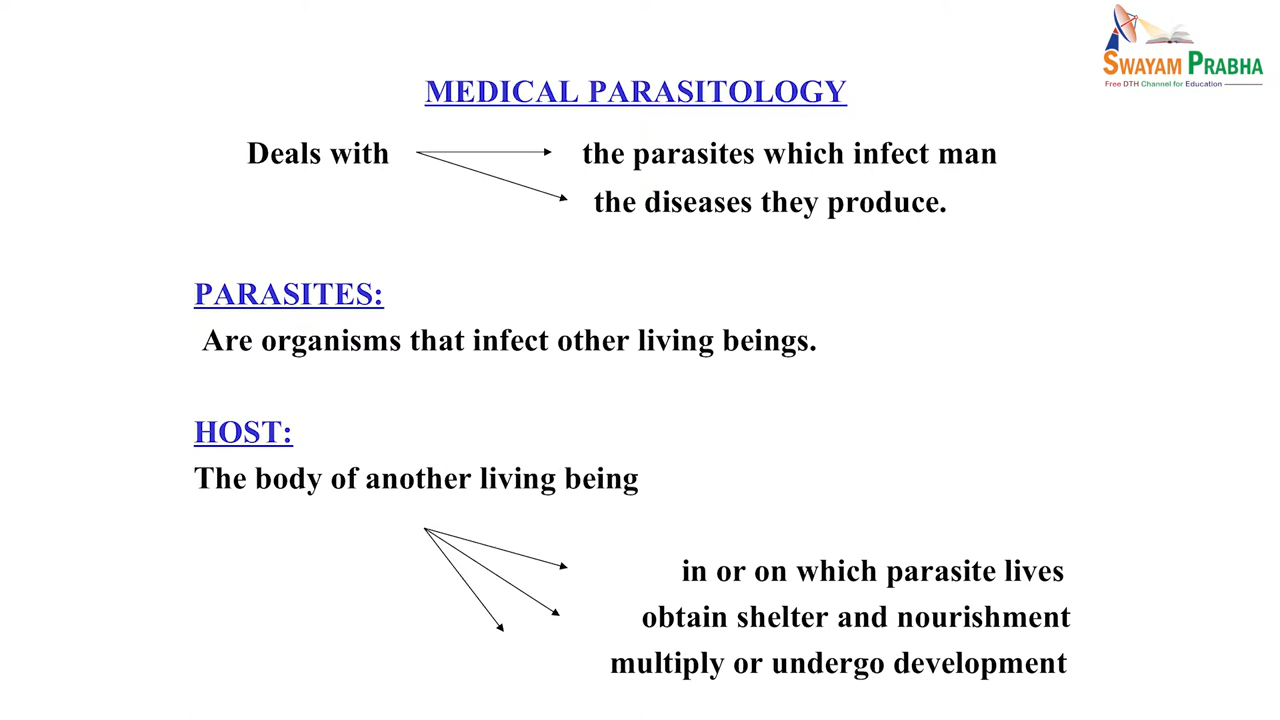 SWAYAM PRABHA
Free DTH Channel for Education
MEDICAL PARASITOLOGY
Deals with the parasites which infect man
the diseases they produce.
PARASITES:
Are organisms that infect other living beings.
HOST:
The body of another living being
in or on which parasite lives
obtain shelter and nourishment
multiply or undergo development